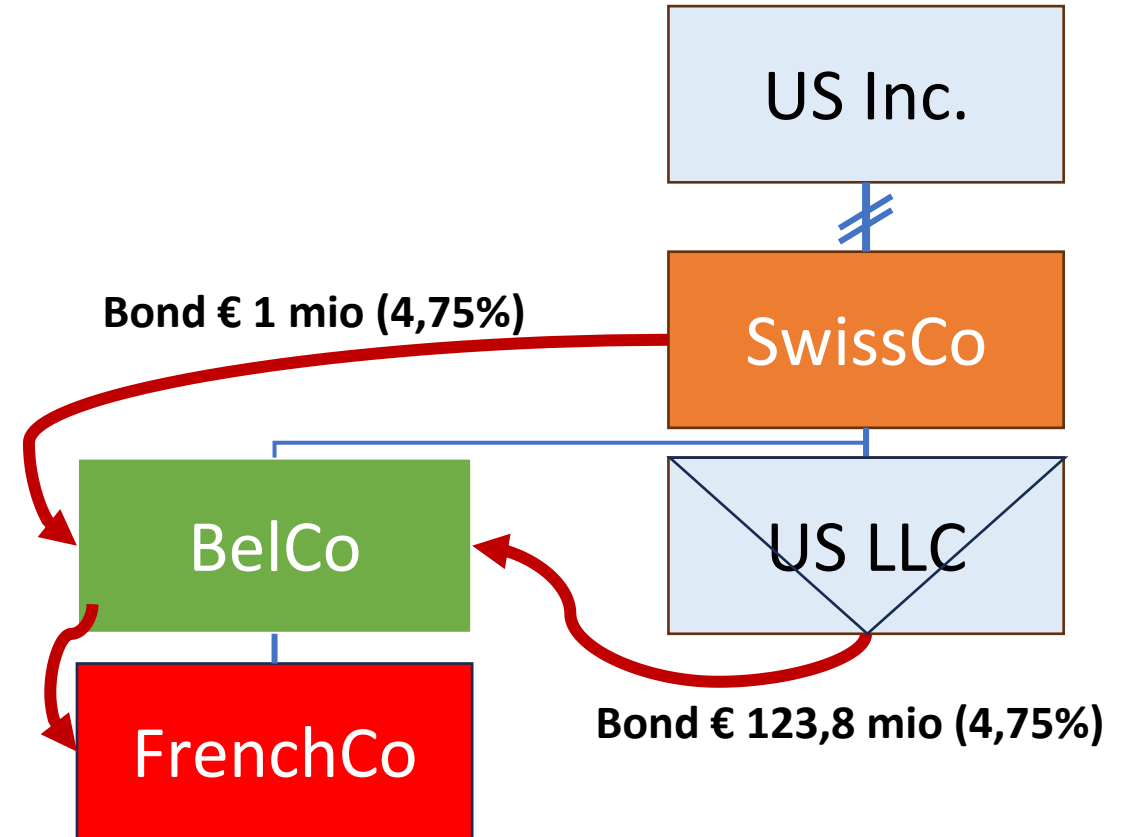 US Inc.
Bond € 1 mio (4,75%)
SwissCo
BelCo
US LLC
Bond € 123,8 mio (4,75%)
FrenchCo